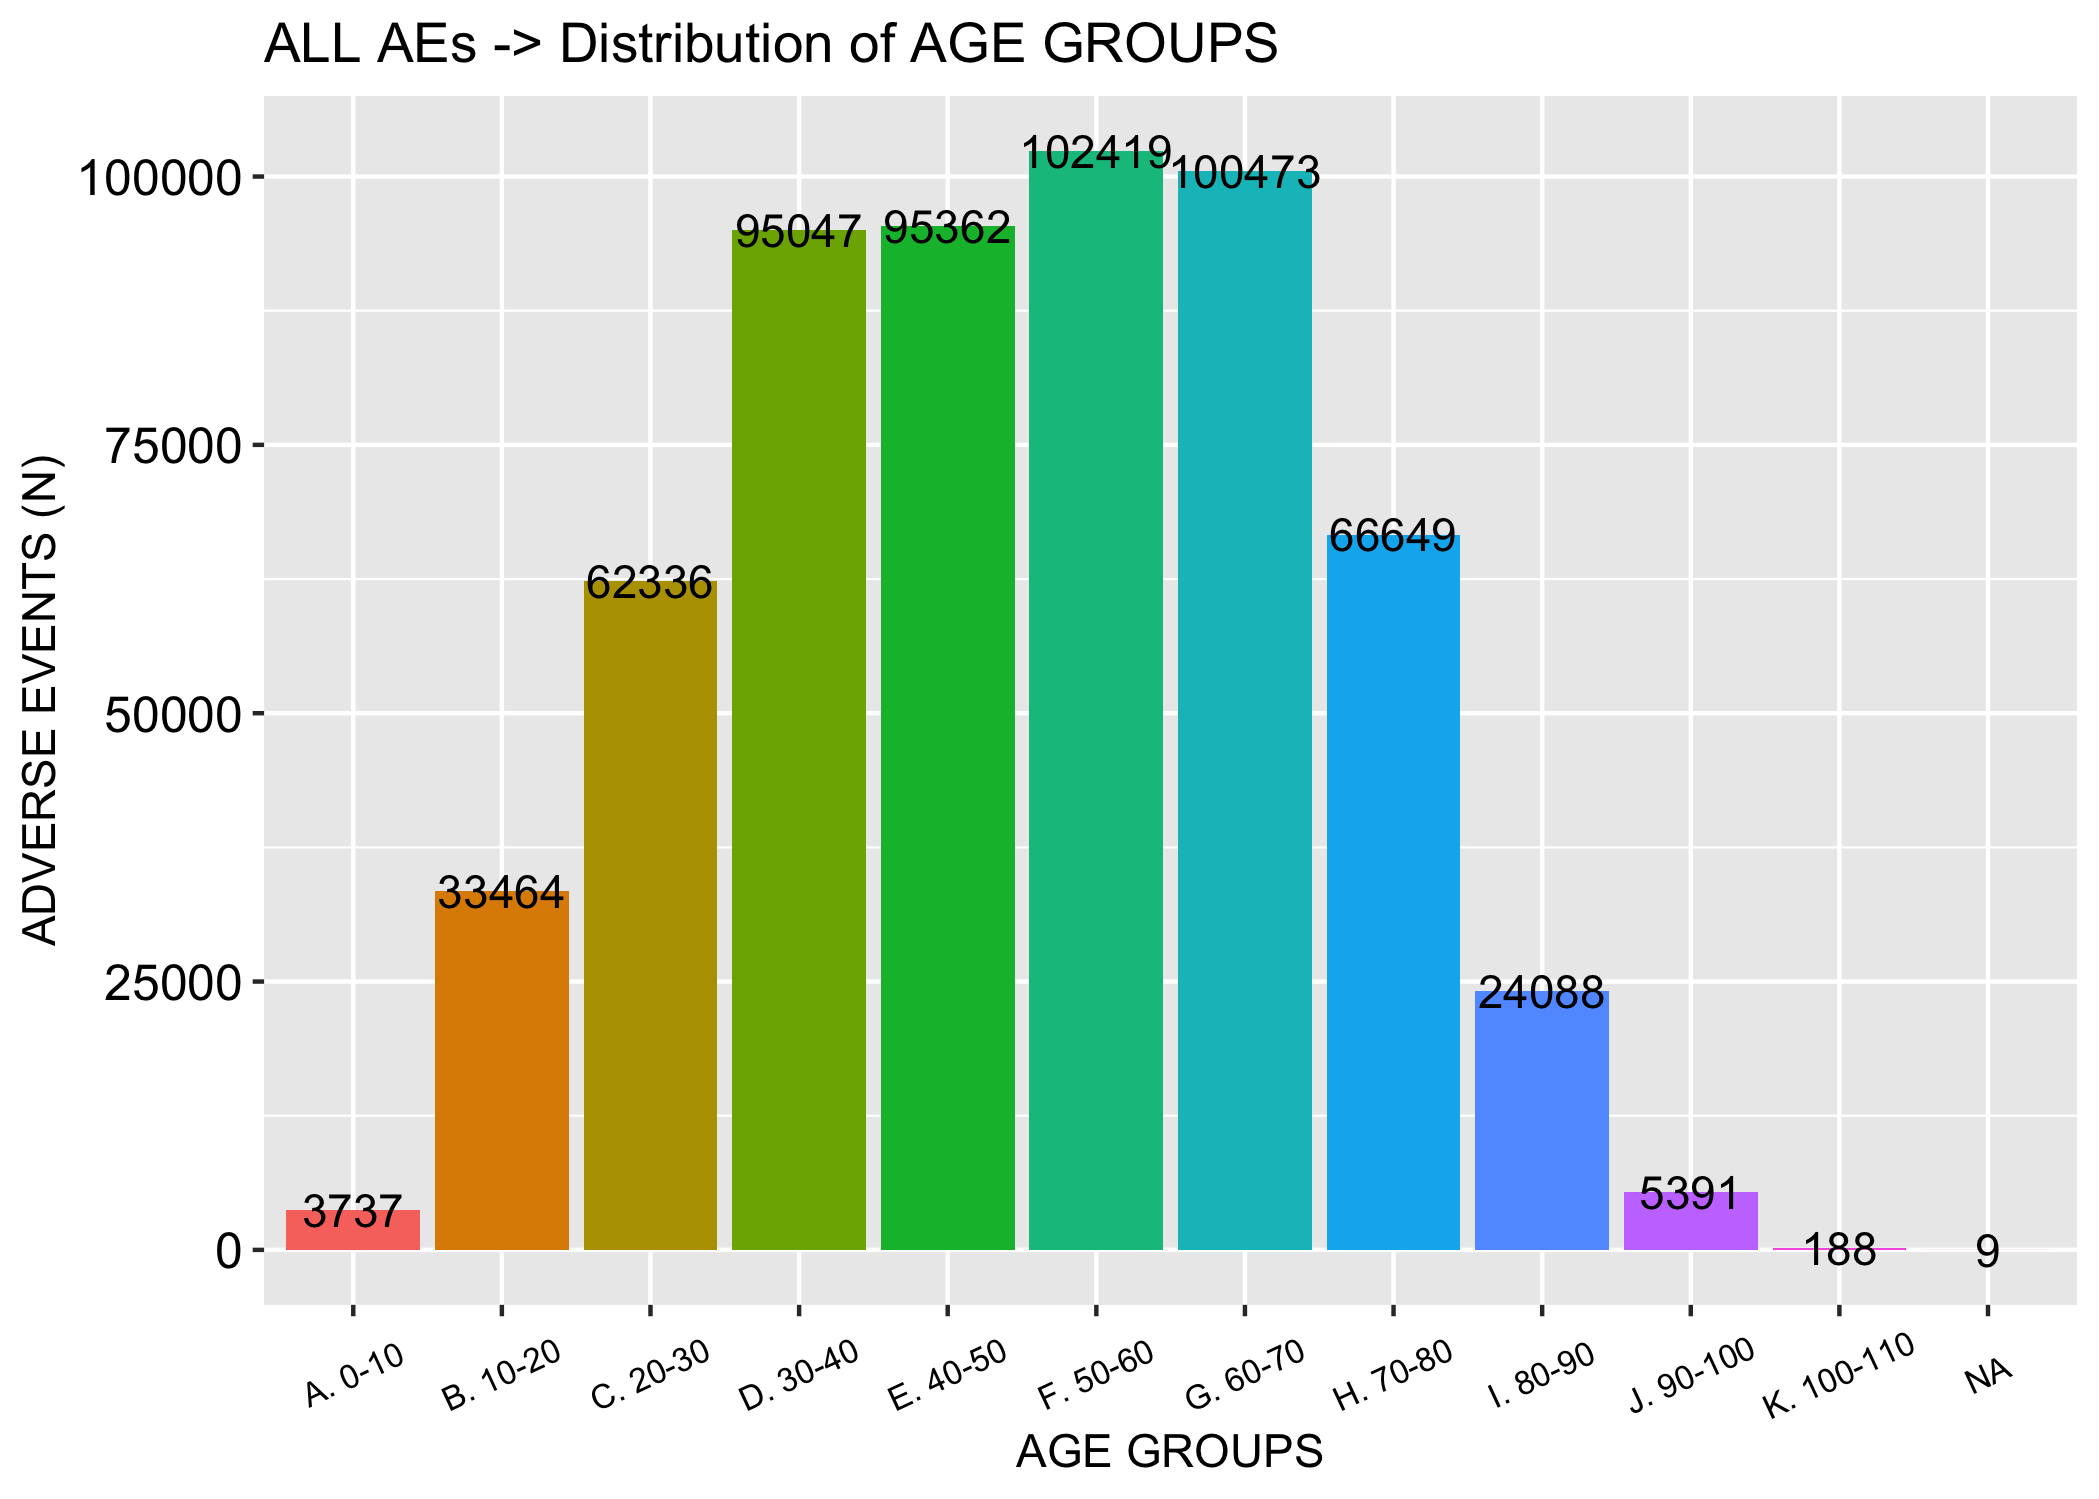 ALL AEs -> Distribution of AGE GROUPS
ADVERSE EVENTS (N)
100000
75000
50000
25000
0
3737
33464
62336
95047
95362
102419
100473
66649
24088
5391
188
9
A. 0-10
B. 10-20
C. 20-30
D. 30-40
E. 40-50
F. 50-60
G. 60-70
H. 70-80
I. 80-90
J. 90-100
K. 100-110
NA
AGE GROUPS